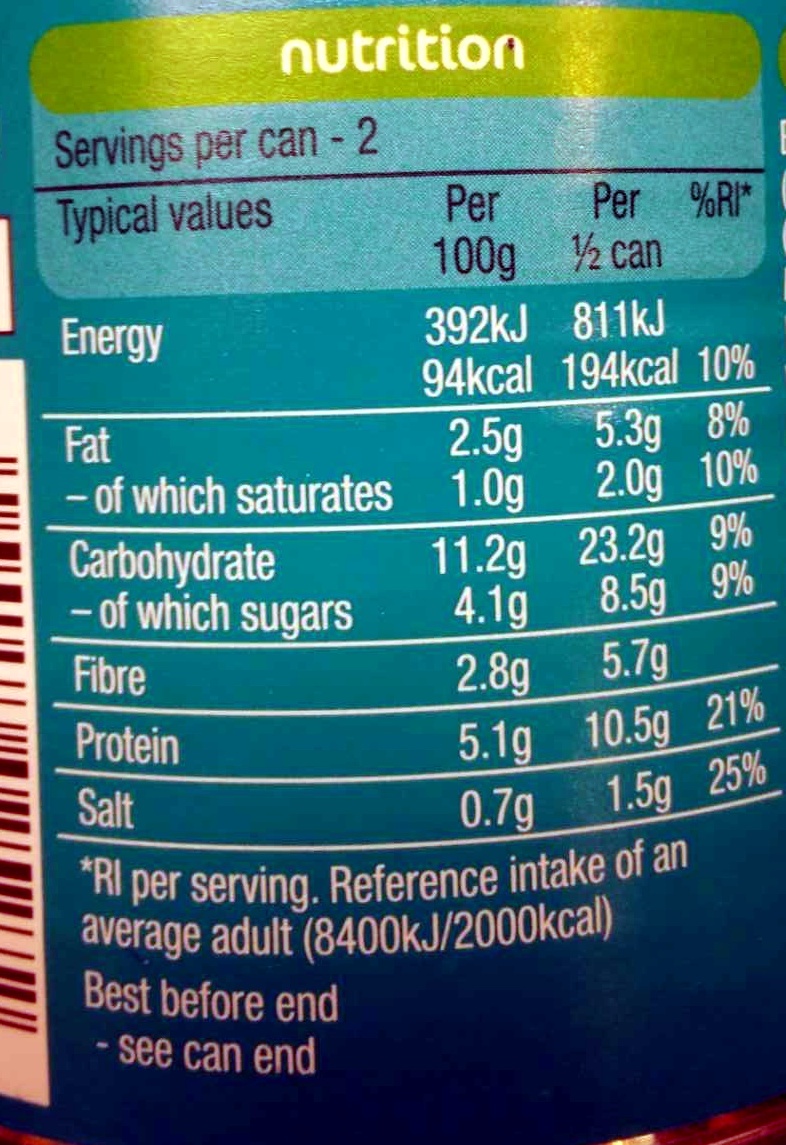 nutrition
Servings per can - 2
Typical values Per Per %RI*
100g ½ can
Energy 392kJ 811kJ
94kcal 194kcal 10%
Fat 2.5g 5.3g 8%
– of which saturates 1.0g 2.0g 10%
Carbohydrate 11.2g 23.2g 9%
– of which sugars 4.1g 8.5g 9%
Fibre 2.8g 5.7g
Protein 5.1g 10.5g 21%
Salt 0.7g 1.5g 25%
*RI per serving. Reference intake of an
average adult (8400kJ/2000kcal)
Best before end
- see can end